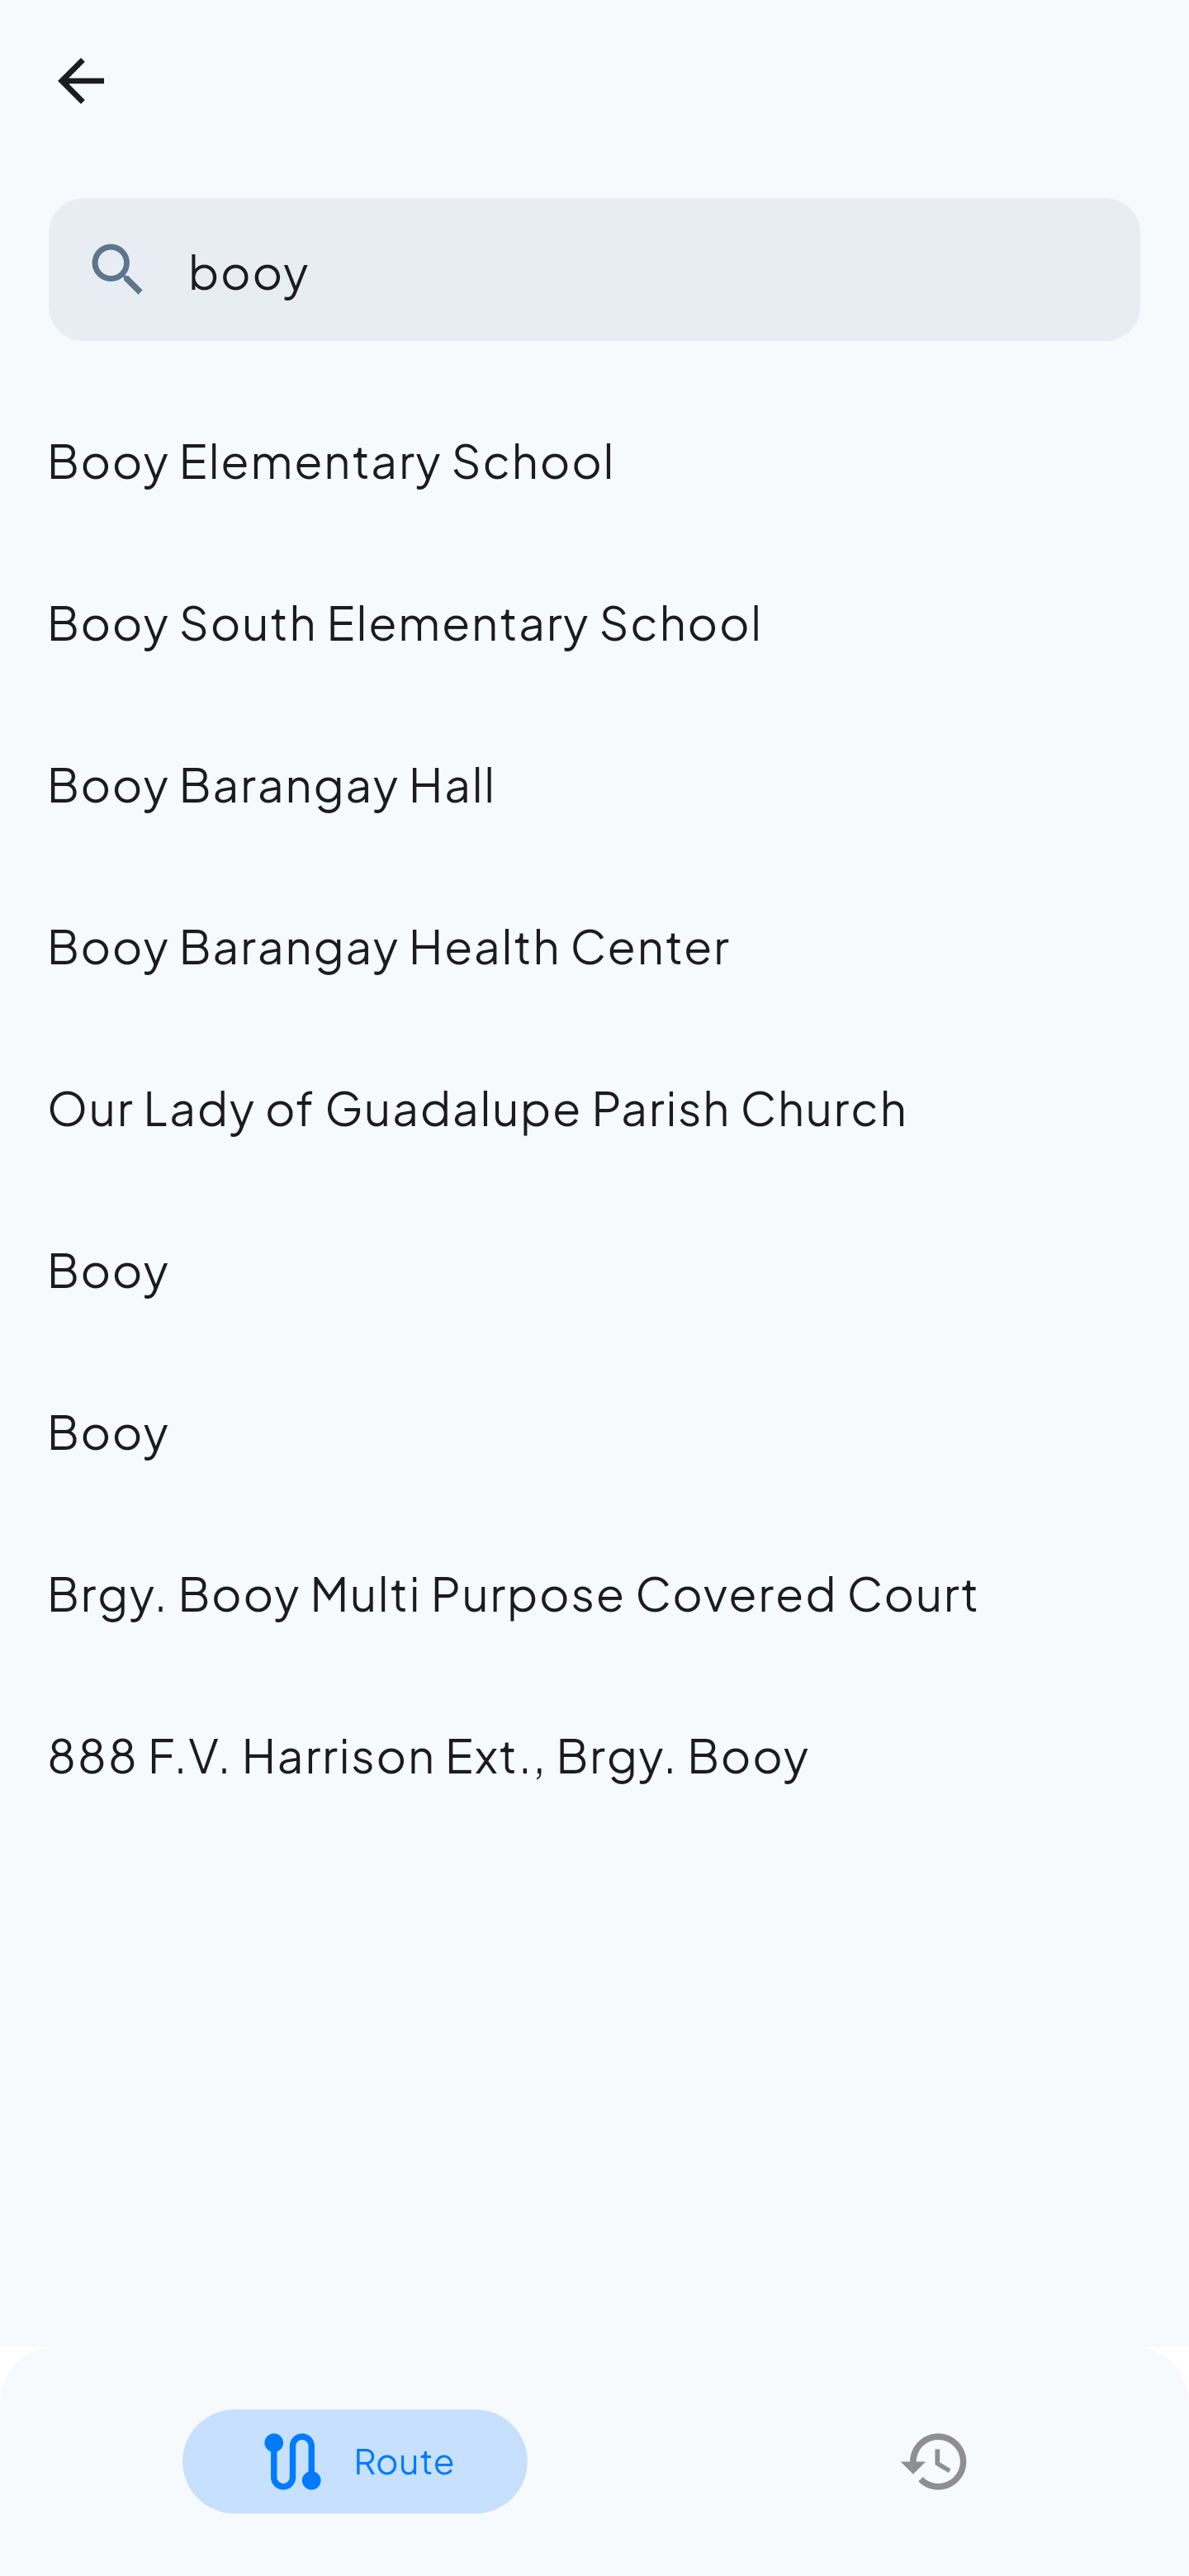 booy
Booy Elementary School
Booy South Elementary School
Booy Barangay Hall
Booy Barangay Health Center
Our Lady of Guadalupe Parish Church
Booy
Booy
Brgy. Booy Multi Purpose Covered Court
888 F.V. Harrison Ext., Brgy. Booy
Route